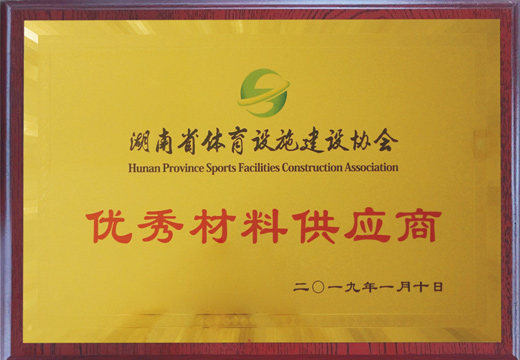 湖南省体育设施建设协会
Hunan Province Sports Facilities Construction Association
优秀材料供应商
二〇一九年一月十日